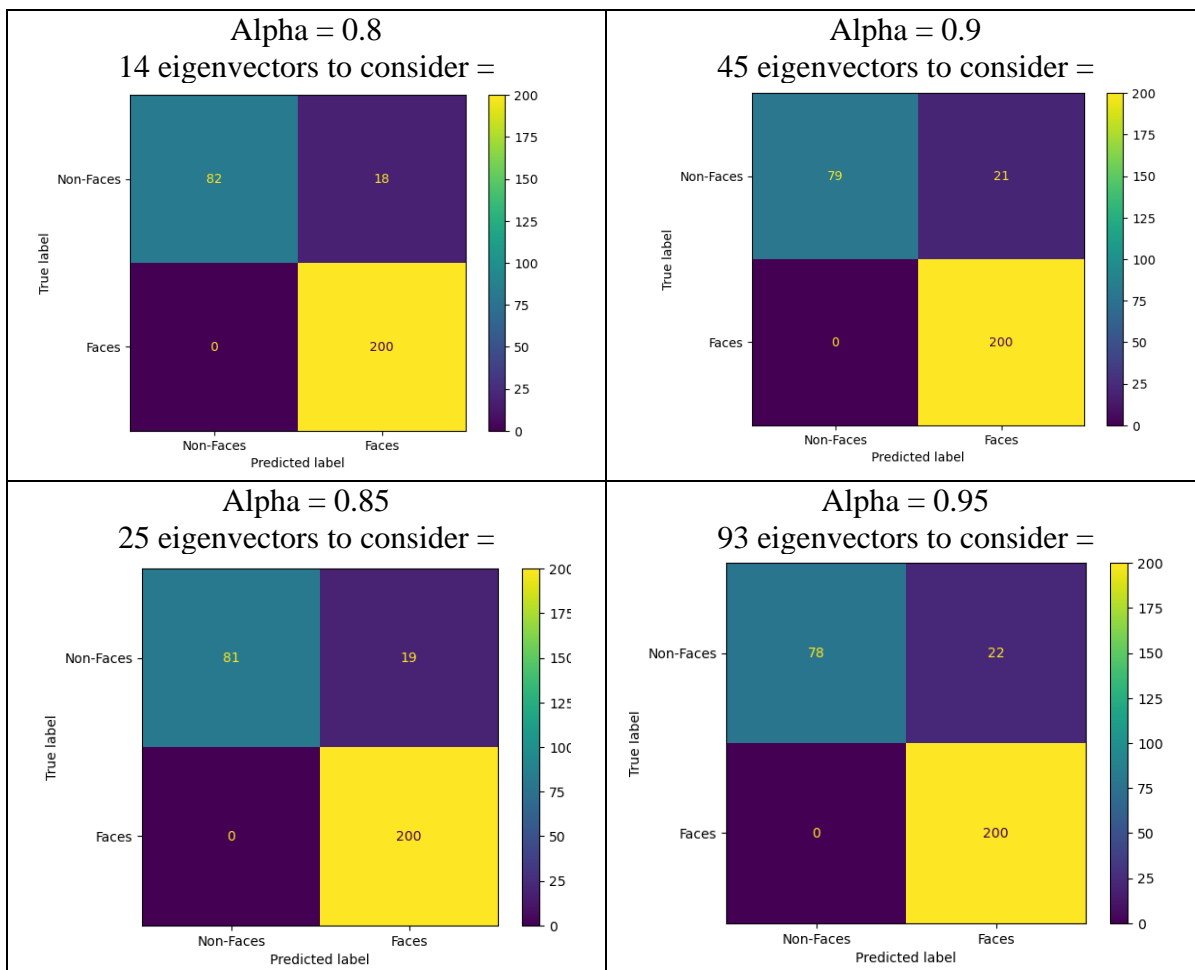 Alpha = 0.8
14 eigenvectors to consider =
200
175
150
125
100
75
50
25
0
Non-Faces
82
18
True label
Faces
0
200
Non-Faces
Faces
Predicted label
Alpha = 0.9
45 eigenvectors to consider =
200
175
150
125
100
75
50
25
0
Non-Faces
79
21
True label
Faces
0
200
Non-Faces
Faces
Predicted label
Alpha = 0.85
25 eigenvectors to consider =
200
175
150
125
100
75
50
25
0
Non-Faces
81
19
True label
Faces
0
200
Non-Faces
Faces
Predicted label
Alpha = 0.95
93 eigenvectors to consider =
200
175
150
125
100
75
50
25
0
Non-Faces
78
22
True label
Faces
0
200
Non-Faces
Faces
Predicted label